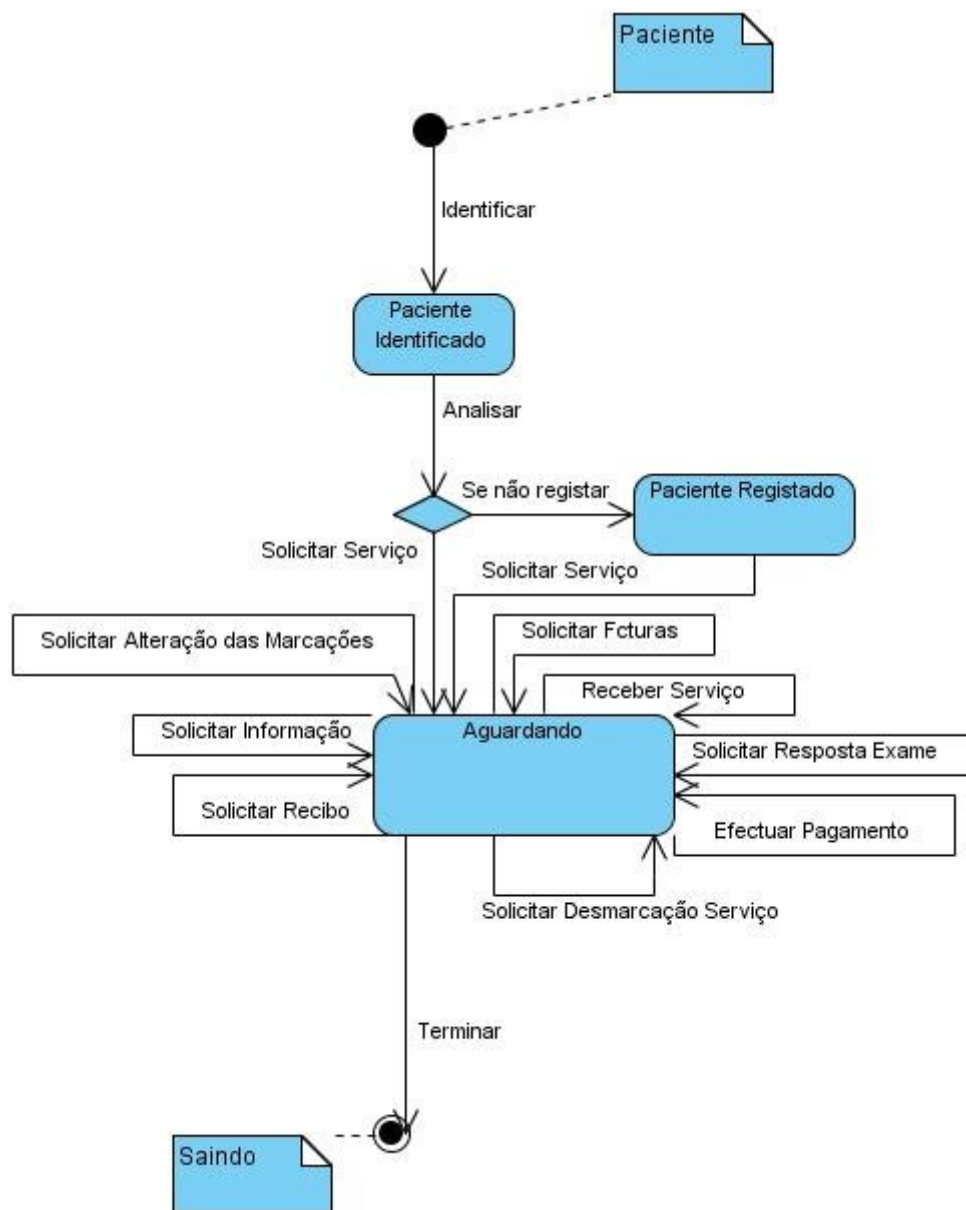 Paciente
Identificar
Paciente
Identificado
Analisar
Se não registar
Paciente Registado
Solicitar Serviço
Solicitar Serviço
Solicitar Alteração das Marcações
Solicitar Fcturas
Receber Serviço
Solicitar Informação
Aguardando
Solicitar Resposta Exame
Solicitar Recibo
Efectuar Pagamento
Solicitar Desmarcação Serviço
Terminar
Saindo